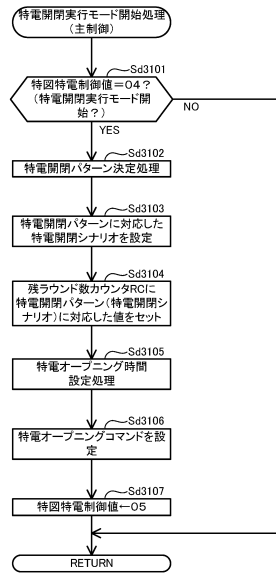 特電開閉実行モード開始処理
（主制御）
Sd3101
特図特電制御値＝04？
（特電開閉実行モード開
始？）
NO
YES
Sd3102
特電開閉パターン決定処理
Sd3103
特電開閉パターンに対応した
特電開閉シナリオを設定
Sd3104
残ラウンド数カウンタRCに
特電開閉パターン（特電開閉シ
ナリオ）に対応した値をセット
Sd3105
特電オープニング時間
設定処理
Sd3106
特電オープニングコマンドを設
定
Sd3107
特図特電制御値←05
RETURN